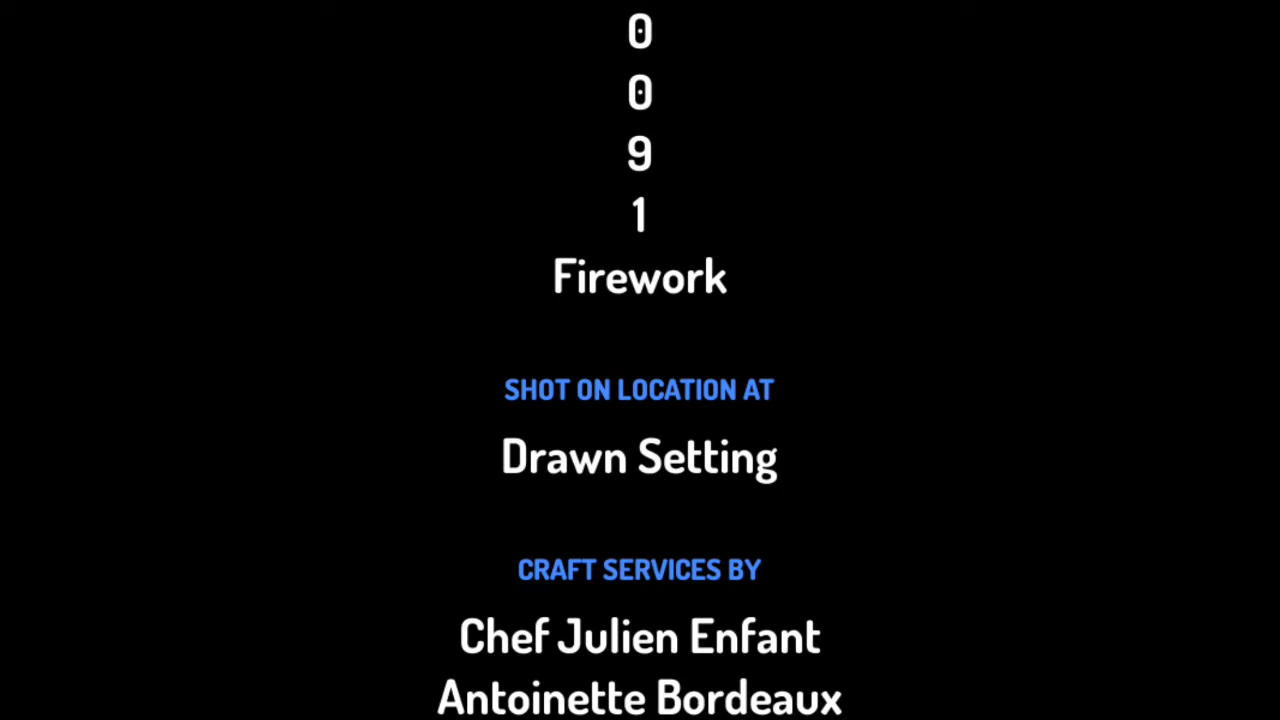 0
0
9
1
Firework
SHOT ON LOCATION AT
Drawn Setting
CRAFT SERVICES BY
Chef Julien Enfant
Antoinette Bordeaux